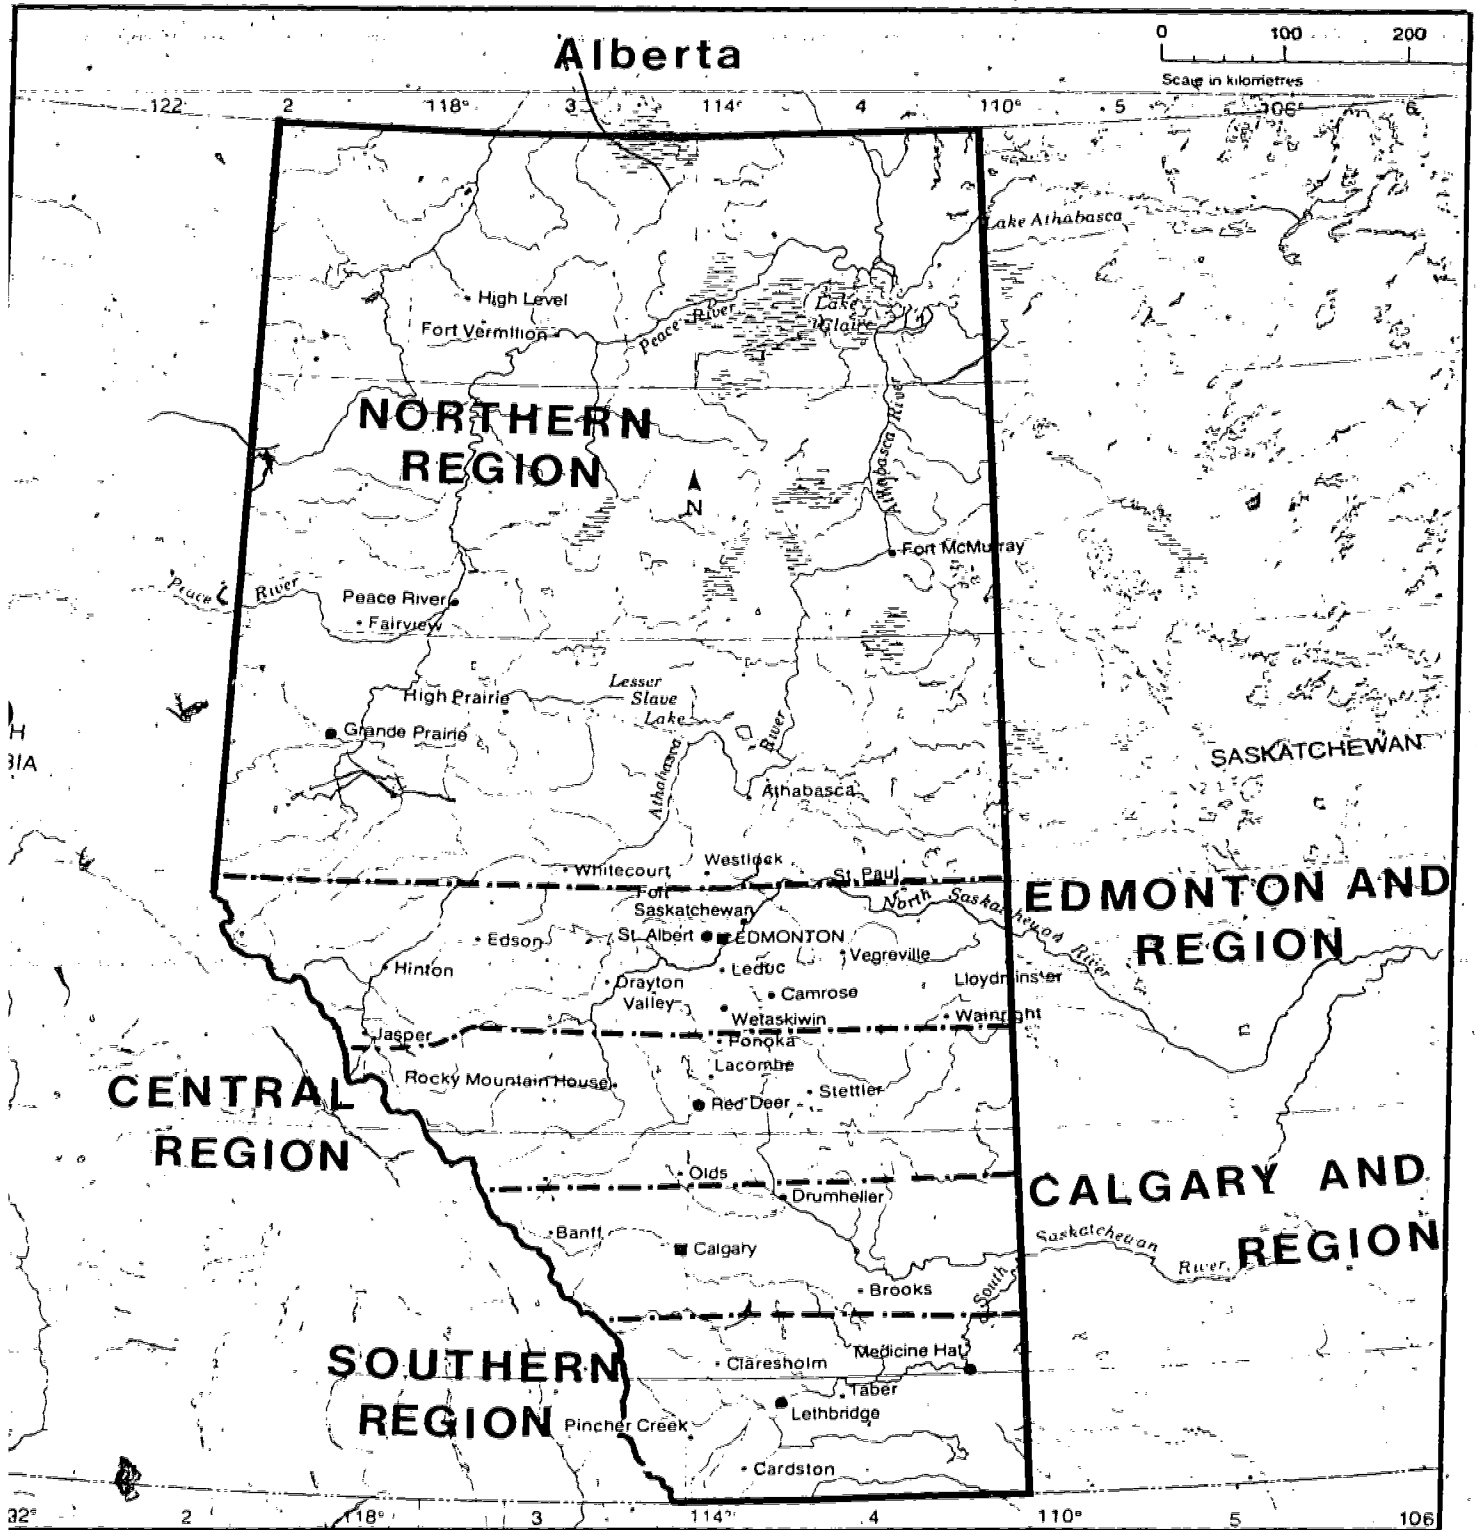 Alberta
0 100 200
Scale in kilometres
122 2 118° 3 114° 4 110° 5 106° 6
Lake Athabasca
High Level
Lake
Claire
Peace River
Fort Vermilion
NORTHERN
REGION
Athabasca River
N
Fort McMurray
Peace River
Peace River
Fairview
Lesser
High Prairie
Slave
Lake
River
H
Grande Prairie
SASKATCHEWAN
BIA
Athabasca
Athabasca
Westlock
Whitecourt
St. Paul
EDMONTON AND
REGION
Fort
Saskatchewan
North Saskatchewan River
St. Albert
EDMONTON
Edson
Vegreville
Hinton
Leduc
Lloydminster
Drayton
Valley
Camrose
Wetaskiwin
Wainright
Jasper
Ponoka
Lacombe
CENTRAL
REGION
Rocky Mountain House
Stettler
Red Deer
Olds
CALGARY AND
REGION
Drumheller
Banff
Calgary
Saskatchewan
River
South
Brooks
SOUTHERN
REGION
Medicine Hat
Claresholm
Taber
Lethbridge
Pincher Creek
Cardston
2 118° 3 114° 4 110° 5 106